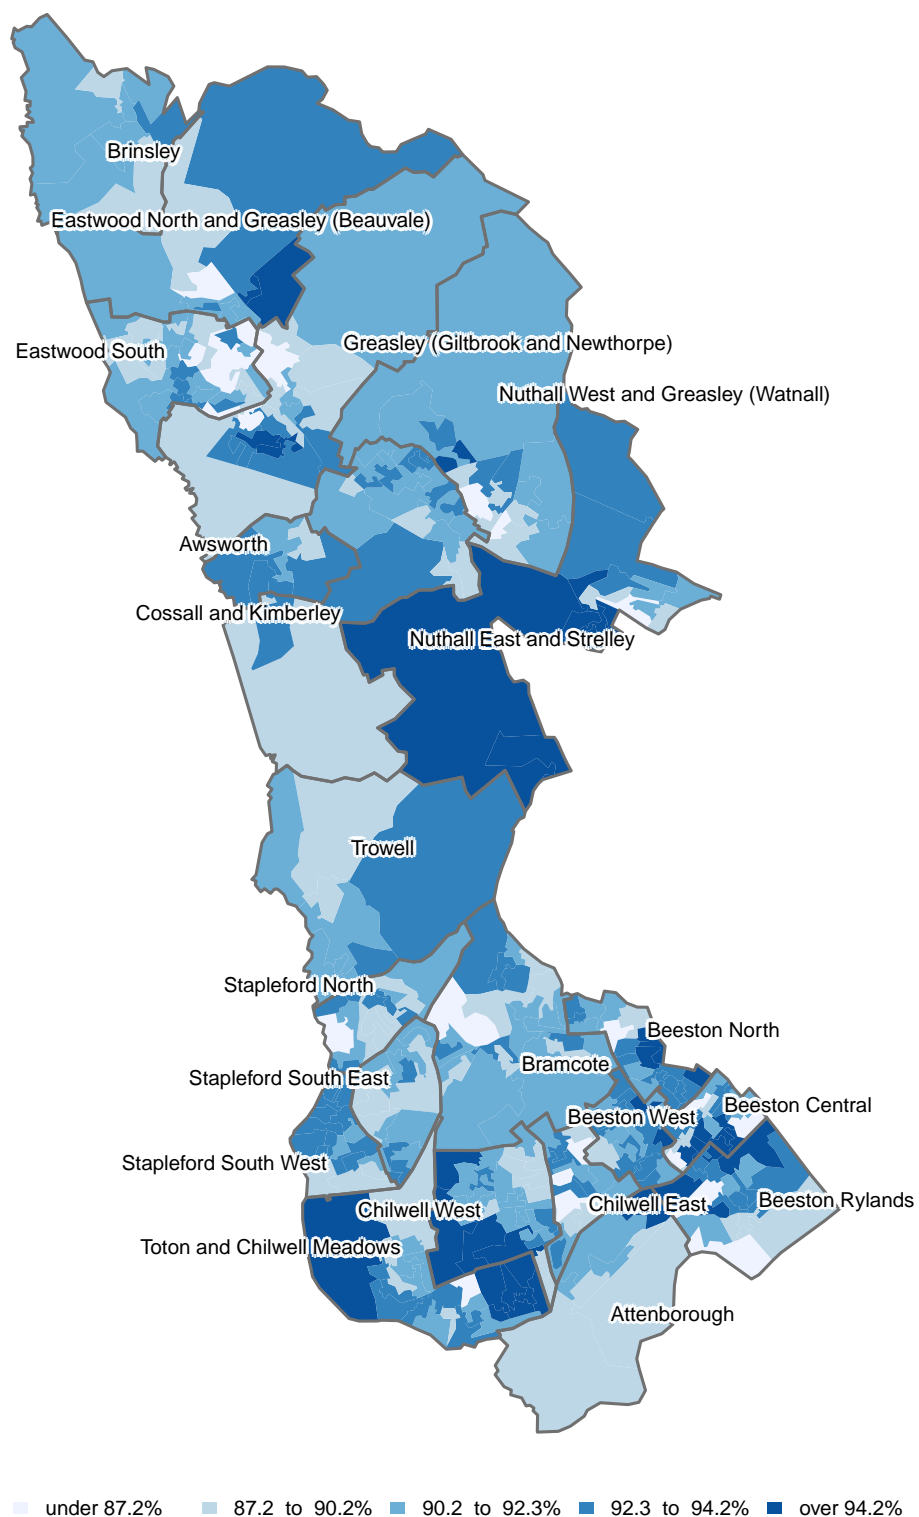 Brinsley
Eastwood North and Greasley (Beauvale)
Greasley (Giltbrook and Newthorpe)
Eastwood South
Nuthall West and Greasley (Watnall)
Awsworth
Cossall and Kimberley
Nuthall East and Strelley
Trowell
Stapleford North
Beeston North
Bramcote
Stapleford South East
Beeston Central
Beeston West
Stapleford South West
Beeston Rylands
Chilwell East
Chilwell West
Toton and Chilwell Meadows
Attenborough
under 87.2% 87.2 to 90.2% 90.2 to 92.3% 92.3 to 94.2% over 94.2%